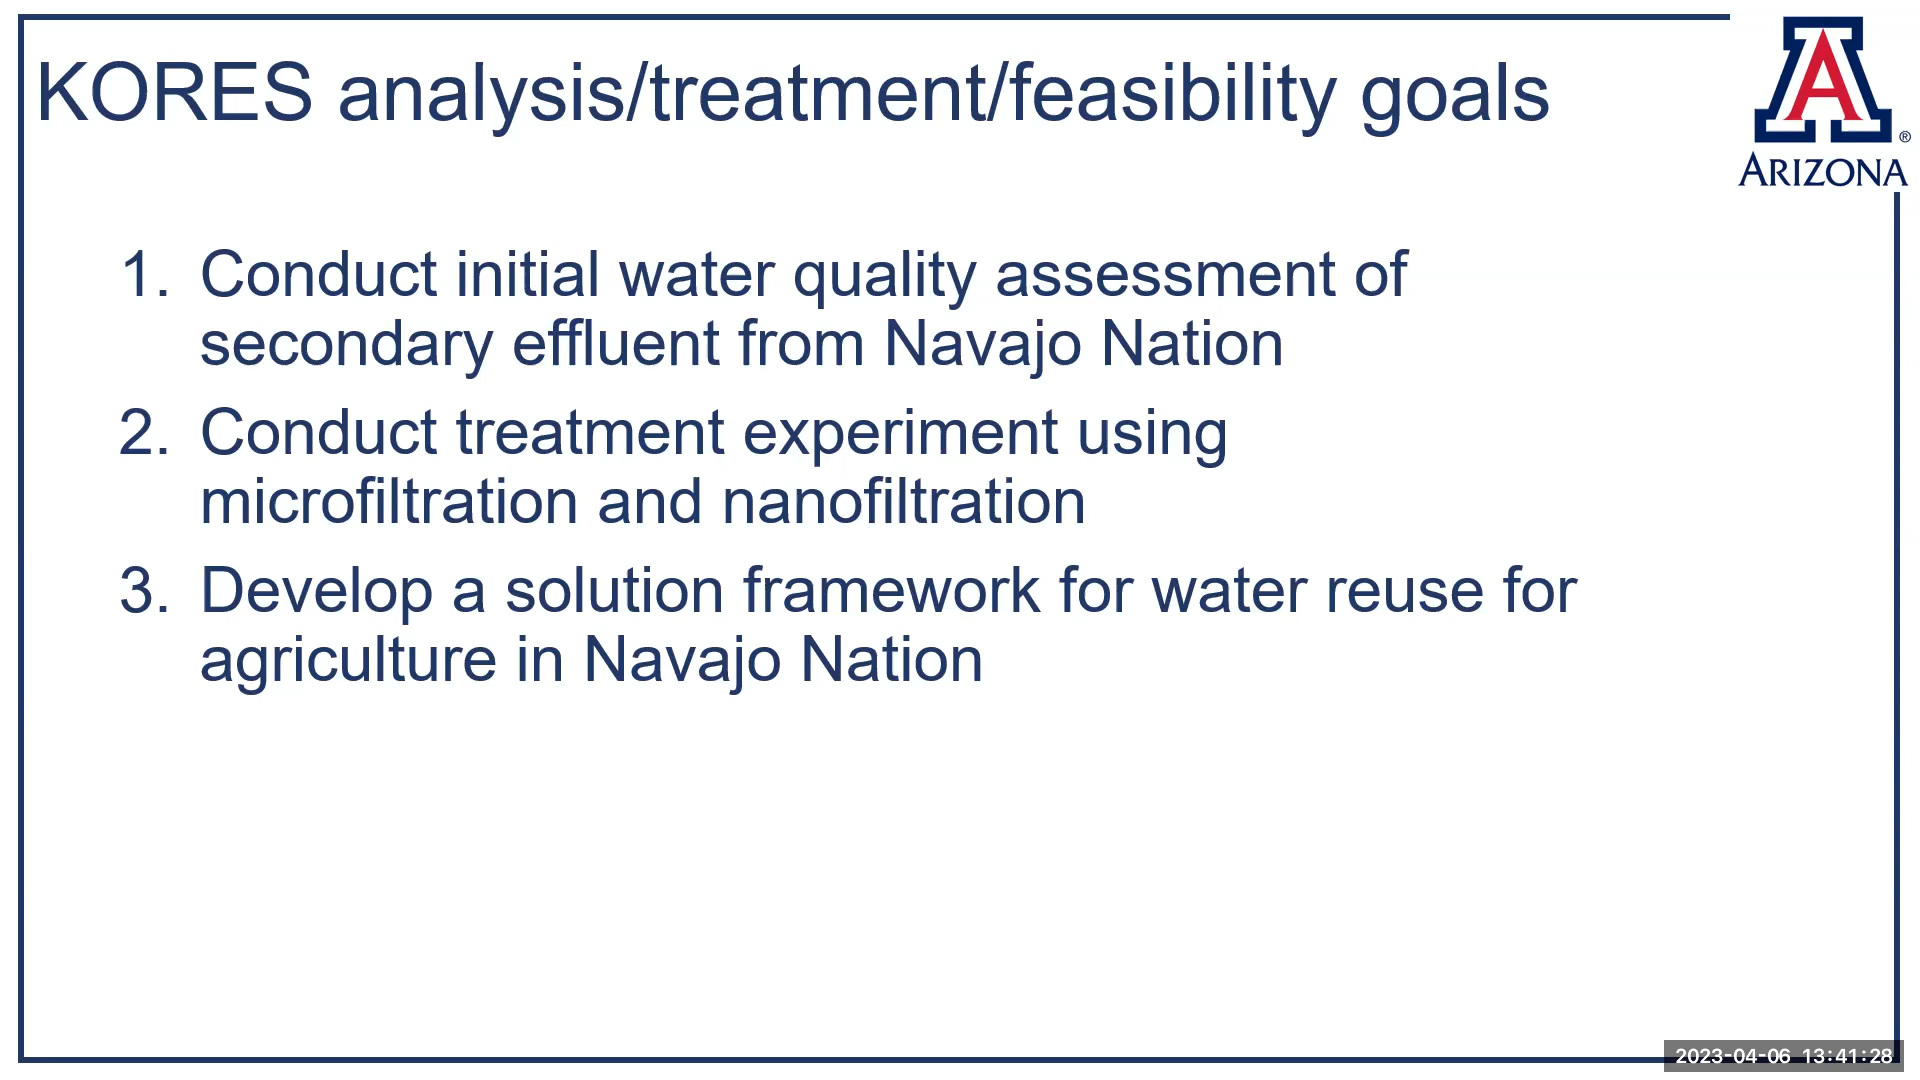 KORES analysis/treatment/feasibility goals
A
®
ARIZONA
1. Conduct initial water quality assessment of
secondary effluent from Navajo Nation
2. Conduct treatment experiment using
microfiltration and nanofiltration
3. Develop a solution framework for water reuse for
agriculture in Navajo Nation
2023-04-06 13:41:28